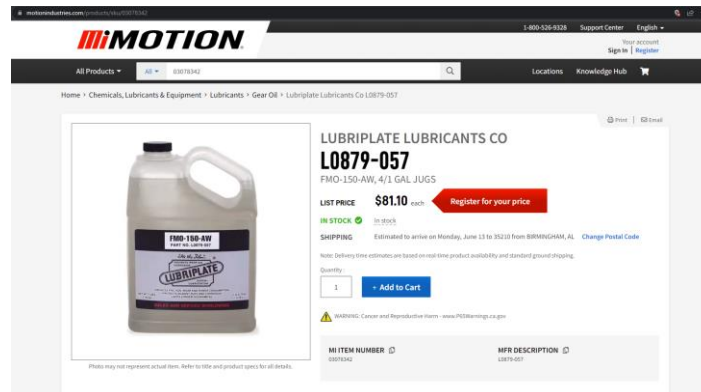 motionindustries.com/products/sku/03078342
MiMOTION
1-800-526-9328 Support Center English
Your account
Sign In | Register
All Products All 03078342 Locations Knowledge Hub
Home > Chemicals, Lubricants & Equipment > Lubricants > Gear Oil > Lubriplate Lubricants Co L0879-057
Print | Email
LUBRIPLATE LUBRICANTS CO
L0879-057
FMO-150-AW, 4/1 GAL JUGS
LIST PRICE $81.10 each Register for your price
IN STOCK In stock
SHIPPING Estimated to arrive on Monday, June 13 to 35210 from BIRMINGHAM, AL Change Postal Code
Note: Delivery time estimates are based on real-time product availability and standard ground shipping.
Quantity
1 + Add to Cart
WARNING: Cancer and Reproductive Harm - www.P65Warnings.ca.gov
MI ITEM NUMBER MFR DESCRIPTION
03078342 L0879-057
FMO-150-AW
PART NO. L0879-057
LUBRIPLATE
Photo may not represent actual item. Refer to title and product specs for all details.